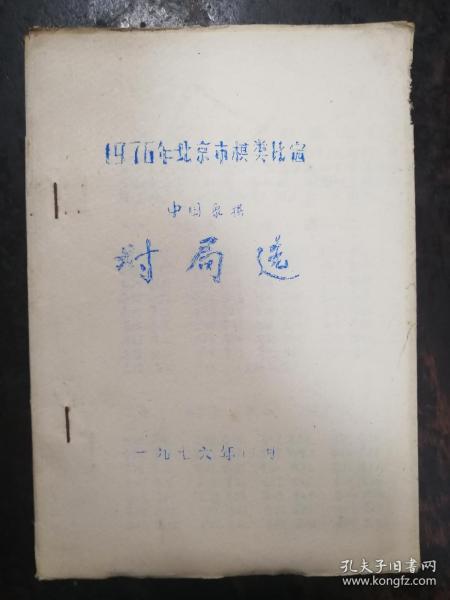 1976年北京市棋类比赛
中国象棋
对局选
一九七六年 月
孔夫子旧书网
www.kongfz.com